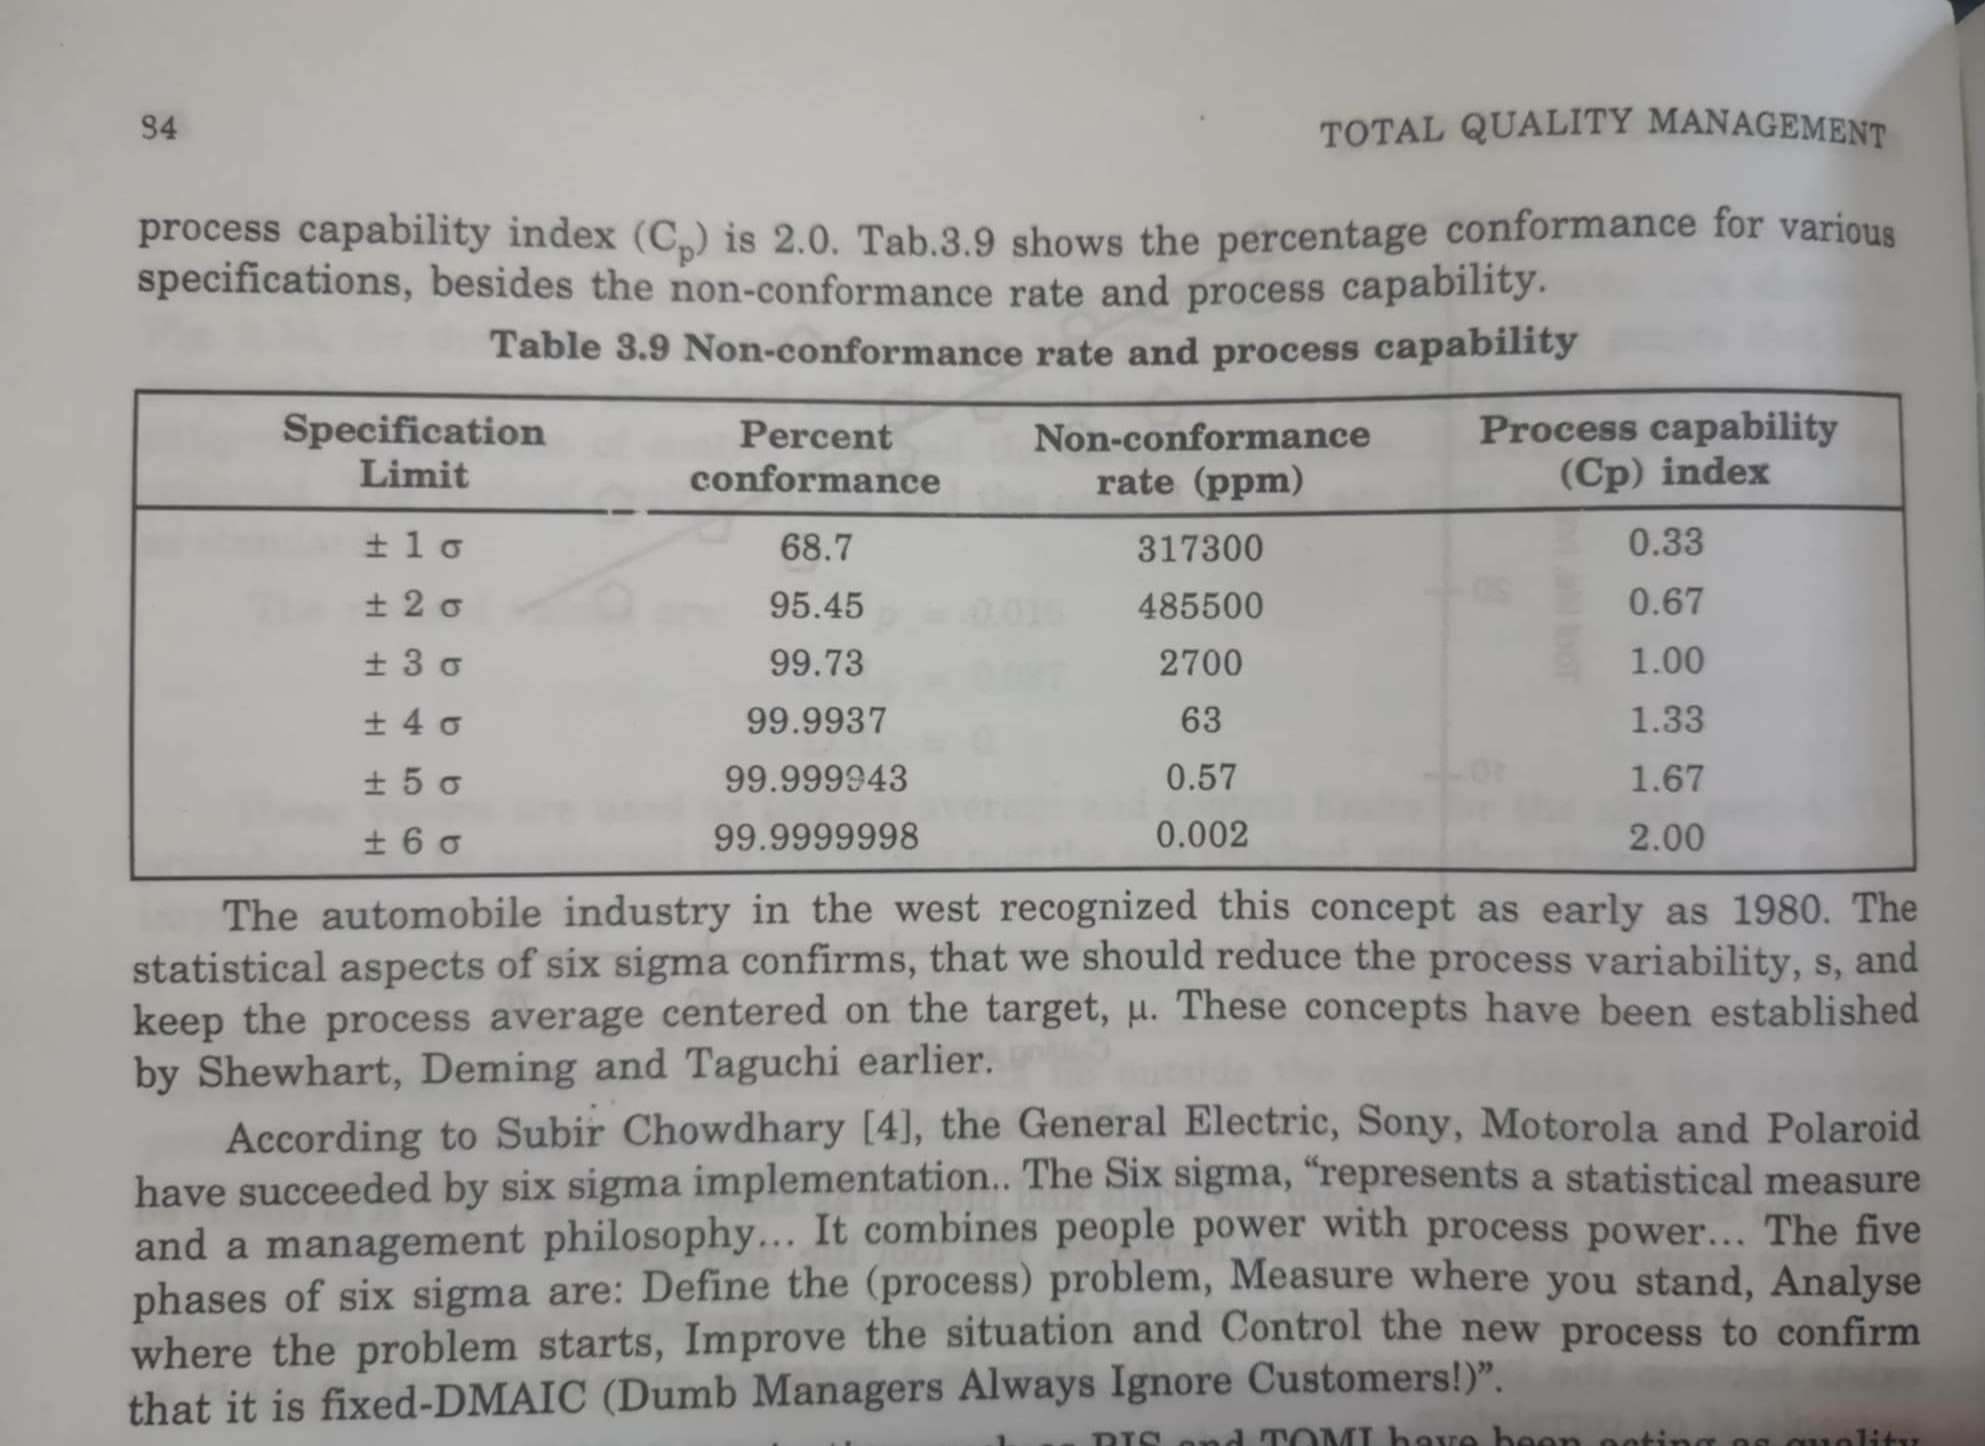 84
TOTAL QUALITY MANAGEMENT
process capability index (Cp) is 2.0. Tab.3.9 shows the percentage conformance for various
specifications, besides the non-conformance rate and process capability.
Table 3.9 Non-conformance rate and process capability
Specification Limit Percent conformance Non-conformance rate (ppm) Process capability (Cp) index
± 1 σ 68.7 317300 0.33
± 2 σ 95.45 485500 0.67
± 3 σ 99.73 2700 1.00
± 4 σ 99.9937 63 1.33
± 5 σ 99.999943 0.57 1.67
± 6 σ 99.9999998 0.002 2.00
The automobile industry in the west recognized this concept as early as 1980. The
statistical aspects of six sigma confirms, that we should reduce the process variability, s, and
keep the process average centered on the target, μ. These concepts have been established
by Shewhart, Deming and Taguchi earlier.
According to Subir Chowdhary [4], the General Electric, Sony, Motorola and Polaroid
have succeeded by six sigma implementation.. The Six sigma, “represents a statistical measure
and a management philosophy... It combines people power with process power... The five
phases of six sigma are: Define the (process) problem, Measure where you stand, Analyse
where the problem starts, Improve the situation and Control the new process to confirm
that it is fixed-DMAIC (Dumb Managers Always Ignore Customers!)”.
BIS and TQMI have been acting as quality